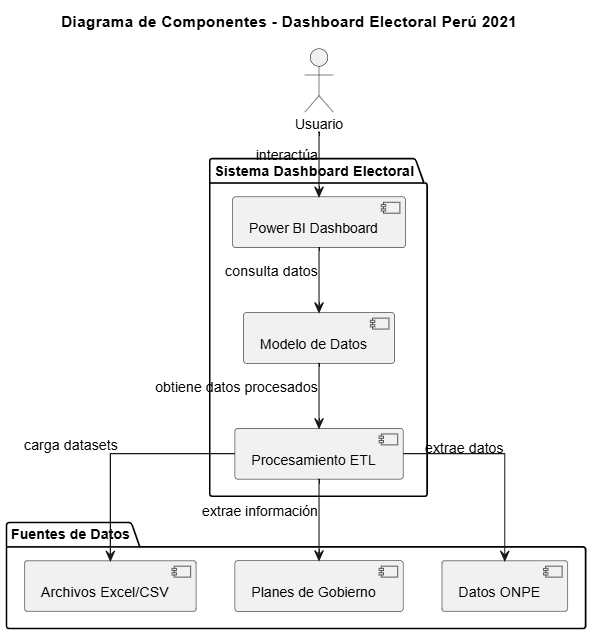 Diagrama de Componentes - Dashboard Electoral Perú 2021
Usuario
interactúa
Sistema Dashboard Electoral
Power BI Dashboard
consulta datos
Modelo de Datos
obtiene datos procesados
carga datasets
Procesamiento ETL
extrae datos
extrae información
Fuentes de Datos
Archivos Excel/CSV
Planes de Gobierno
Datos ONPE